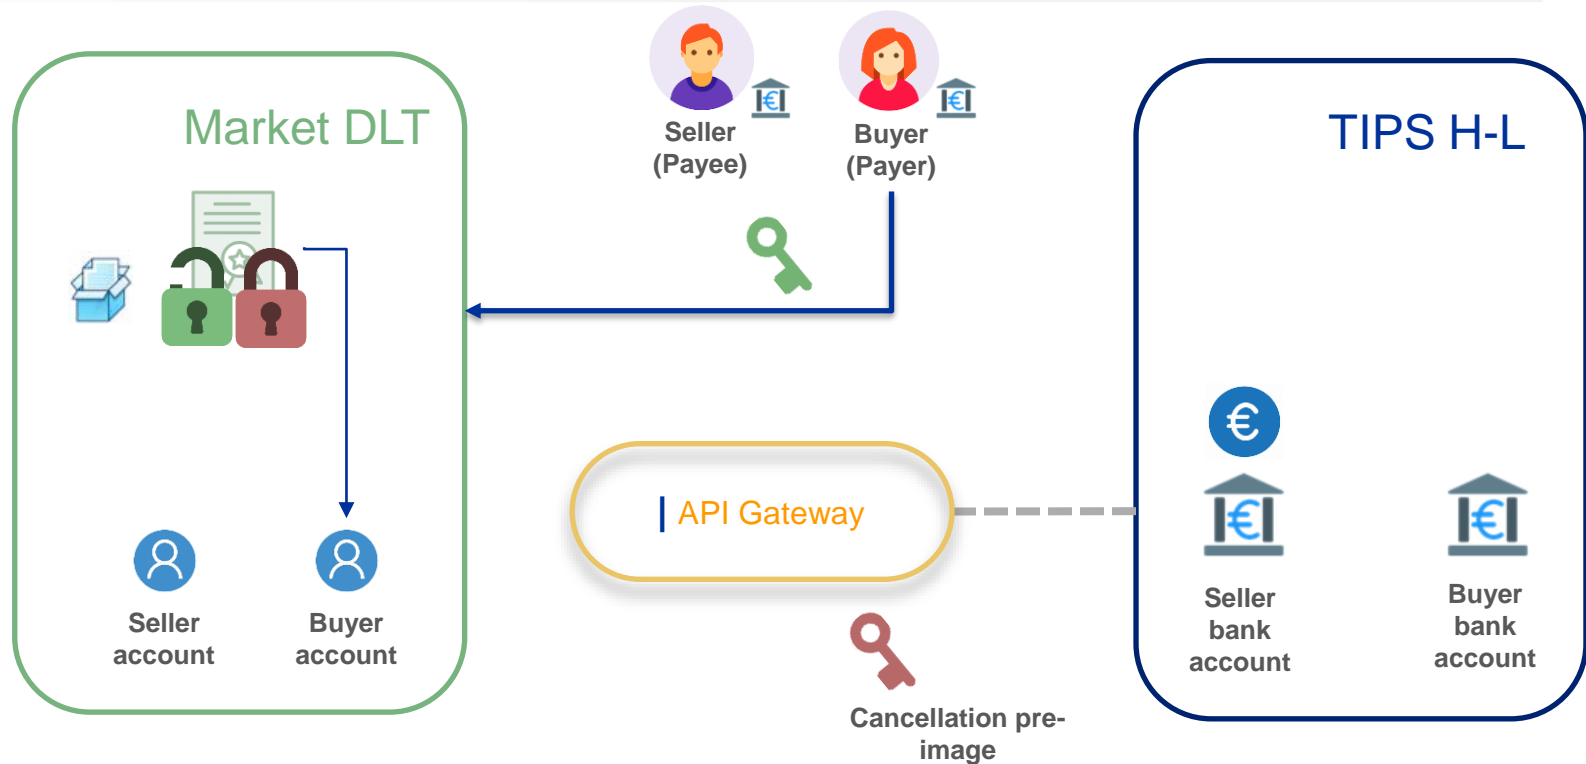 Market DLT
Seller
(Payee)
Buyer
(Payer)
TIPS H-L
€
€
€
API Gateway
€
€
€
Seller
account
Buyer
account
Seller
bank
account
Buyer
bank
account
Cancellation pre-
image